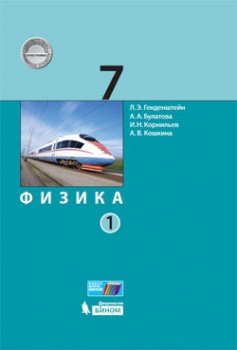 7
Л. Э. Генденштейн
А. А. Булатова
И. Н. Корнильев
А. В. Кошкина
ФИЗИКА
1
БИНОМ